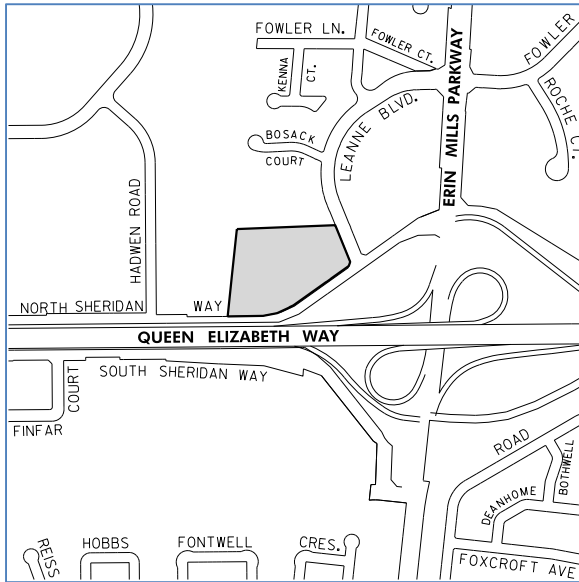 FOWLER LN.
FOWLER CT.
FOWLER
KENNA
CT.
ROCHE CT.
BOSACK
COURT
LEANNE BLVD.
ERIN MILLS PARKWAY
HADWEN ROAD
NORTH SHERIDAN WAY
QUEEN ELIZABETH WAY
SOUTH SHERIDAN WAY
FINFAR
COURT
ROAD
DEANHOME
BOTHWELL
REISS
HOBBS
FONTWELL
CRES.
FOXCROFT AVE